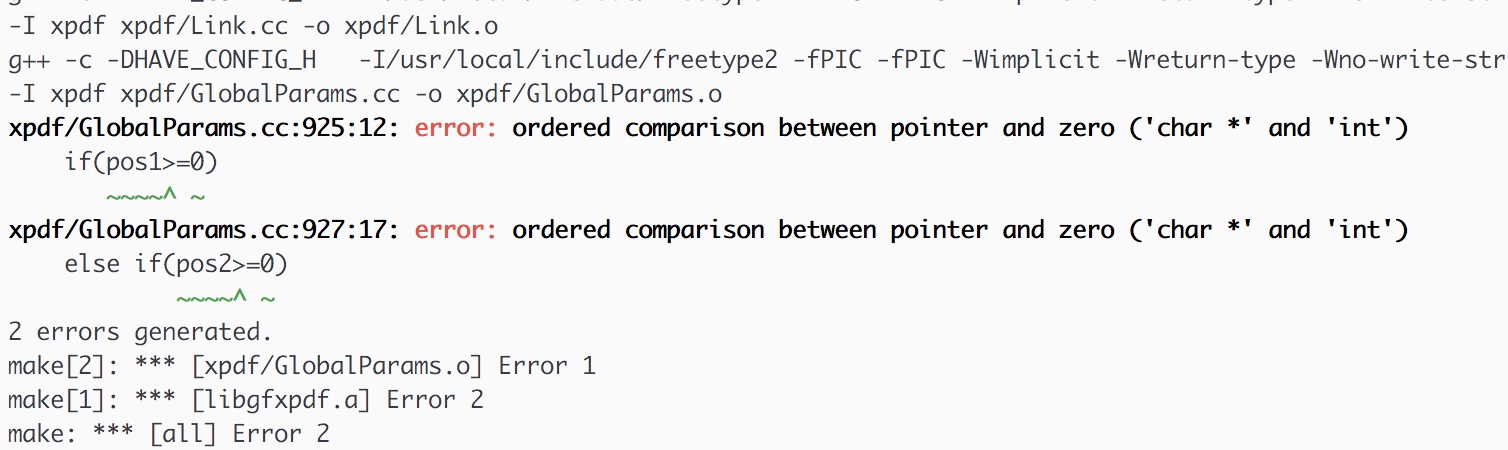 -I xpdf xpdf/Link.cc -o xpdf/Link.o
g++ -c -DHAVE_CONFIG_H   -I/usr/local/include/freetype2 -fPIC -fPIC -Wimplicit -Wreturn-type -Wno-write-str
-I xpdf xpdf/GlobalParams.cc -o xpdf/GlobalParams.o
xpdf/GlobalParams.cc:925:12: error: ordered comparison between pointer and zero ('char *' and 'int')
    if(pos1>=0)
       ~~~~^ ~
xpdf/GlobalParams.cc:927:17: error: ordered comparison between pointer and zero ('char *' and 'int')
    else if(pos2>=0)
            ~~~~^ ~
2 errors generated.
make[2]: *** [xpdf/GlobalParams.o] Error 1
make[1]: *** [libgfxpdf.a] Error 2
make: *** [all] Error 2